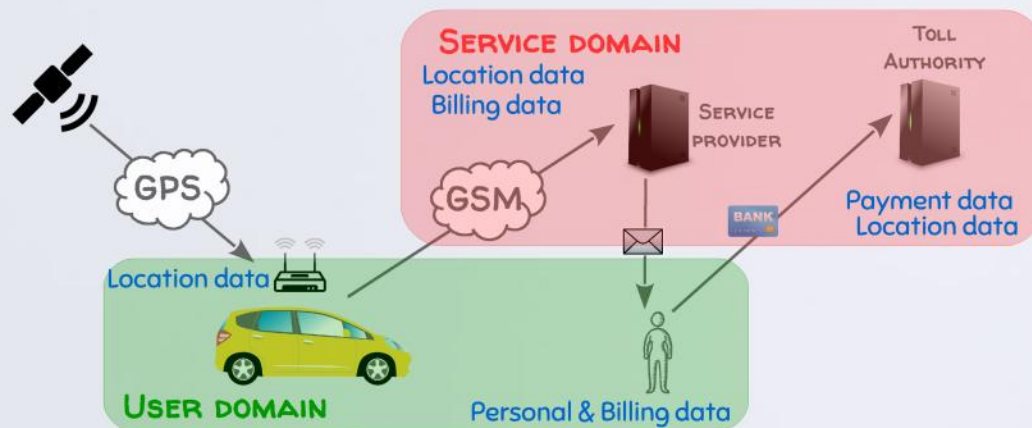 SERVICE DOMAIN
Location data
Billing data
SERVICE
PROVIDER
TOLL
AUTHORITY
GPS
GSM
BANK
Payment data
Location data
Location data
USER DOMAIN
Personal & Billing data